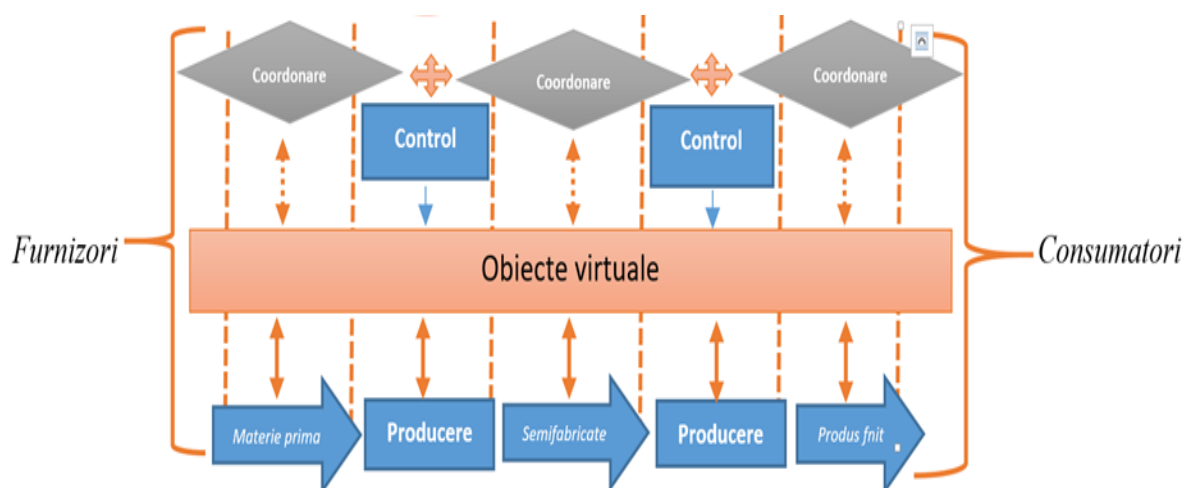 Coordonare
Coordonare
Coordonare
Control
Control
Furnizori
Obiecte virtuale
Consumatori
Materie prima
Producere
Semifabricate
Producere
Produs fnit